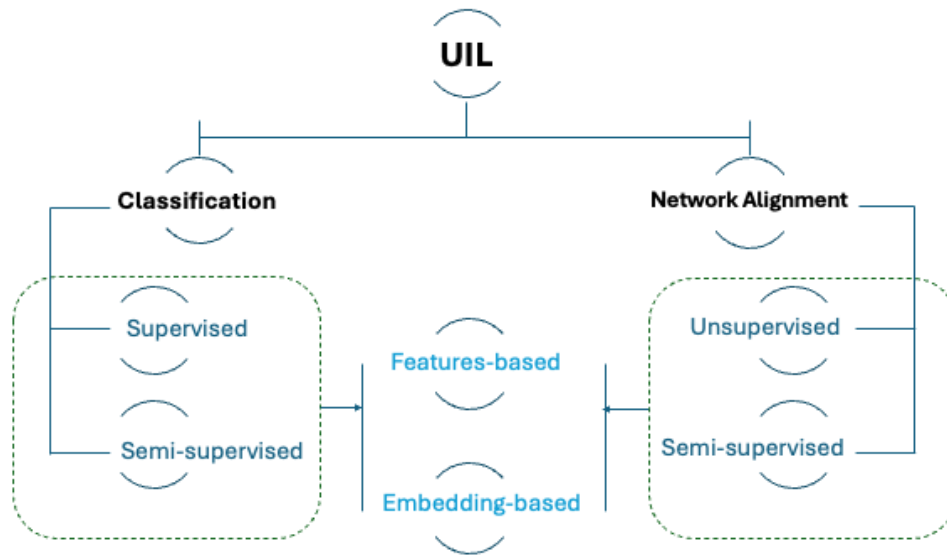 UIL
Classification
Network Alignment
Supervised
Unsupervised
Features-based
Semi-supervised
Semi-supervised
Embedding-based